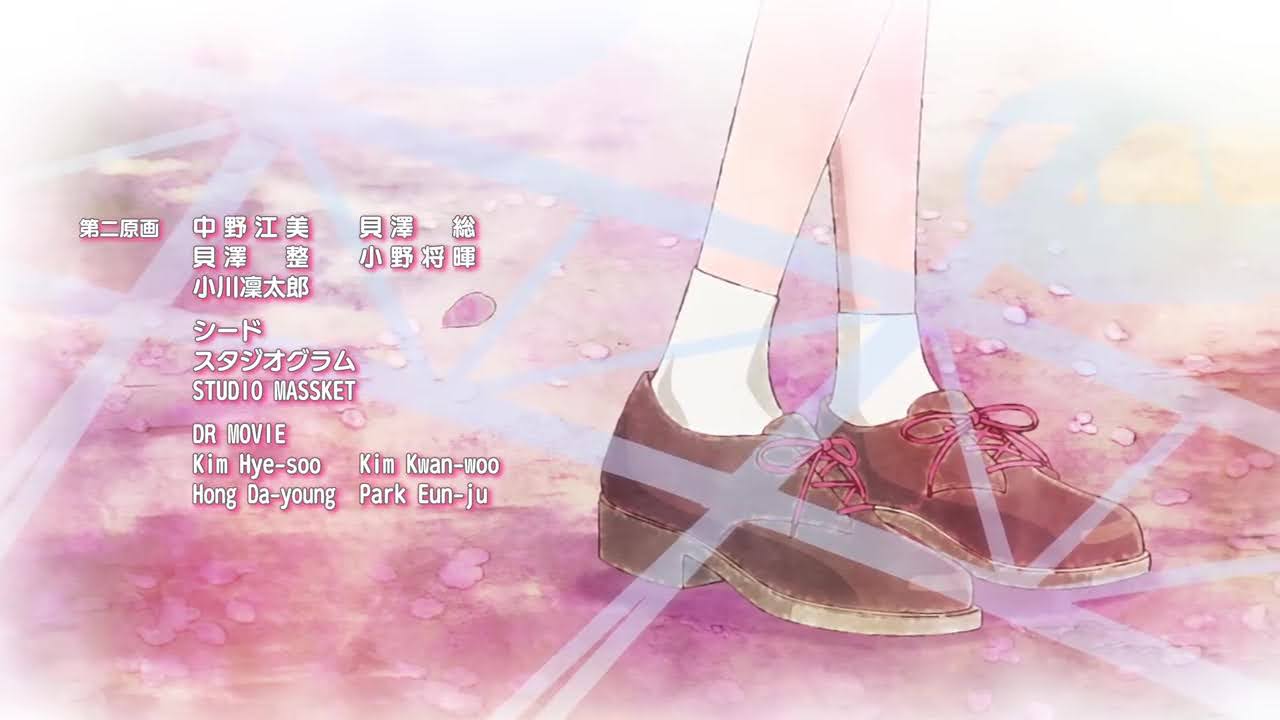 第二原画 中野江美 貝澤 総
貝澤 整 小野将暉
小川凜太郎
シード
スタジオグラム
STUDIO MASSKET
DR MOVIE
Kim Hye-soo Kim Kwan-woo
Hong Da-young Park Eun-ju